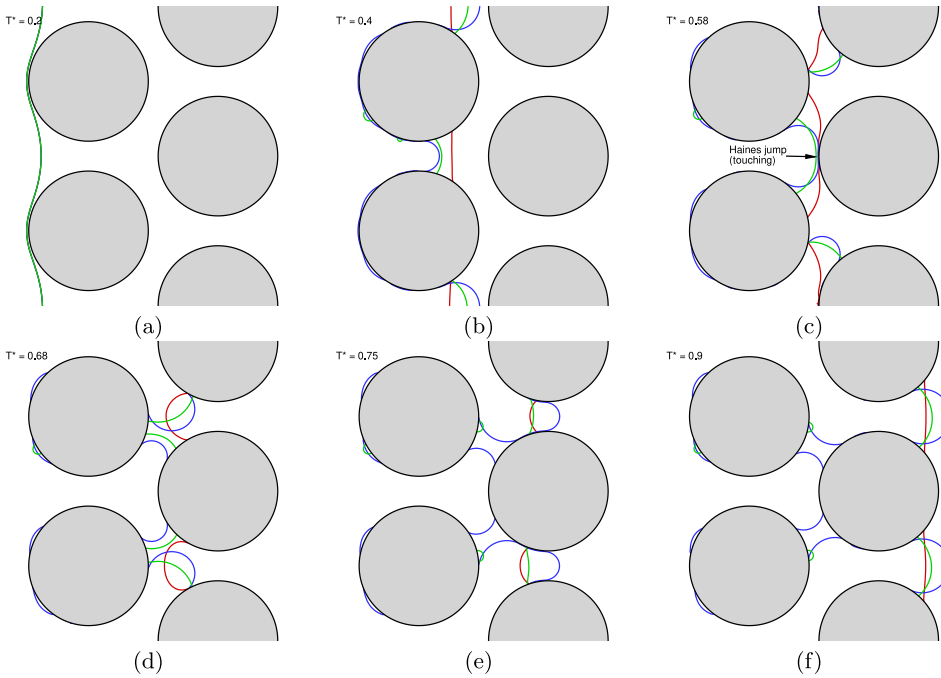 T* = 0.2
T* = 0.4
T* = 0.58
Haines jump
(touching)
(a)
(b)
(c)
T* = 0.68
T* = 0.75
T* = 0.9
(d)
(e)
(f)